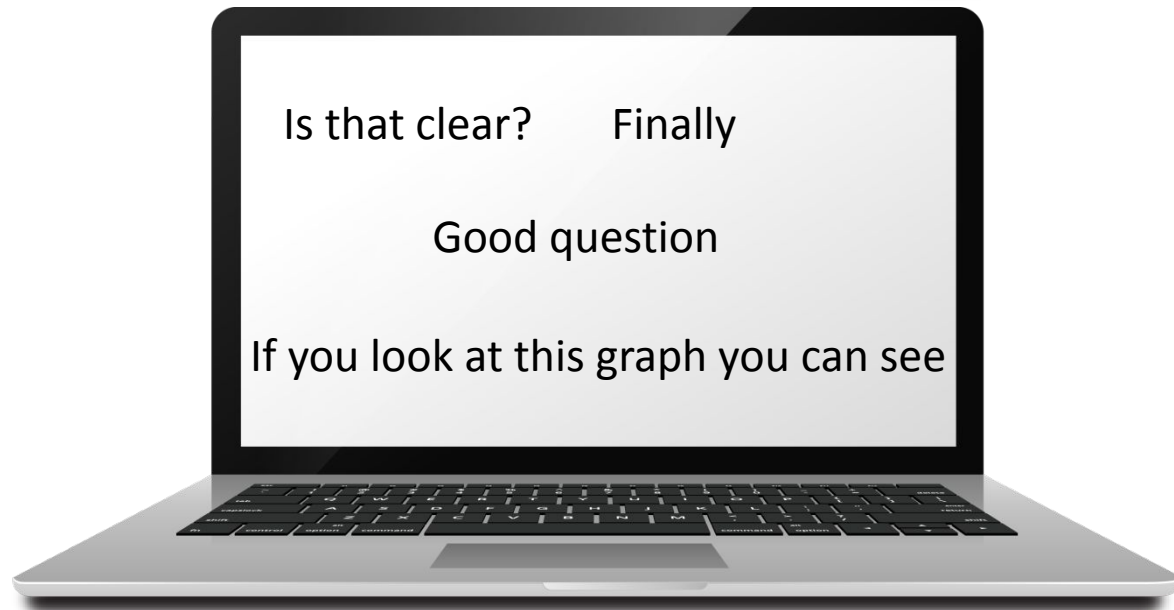 Is that clear? Finally
Good question
If you look at this graph you can see